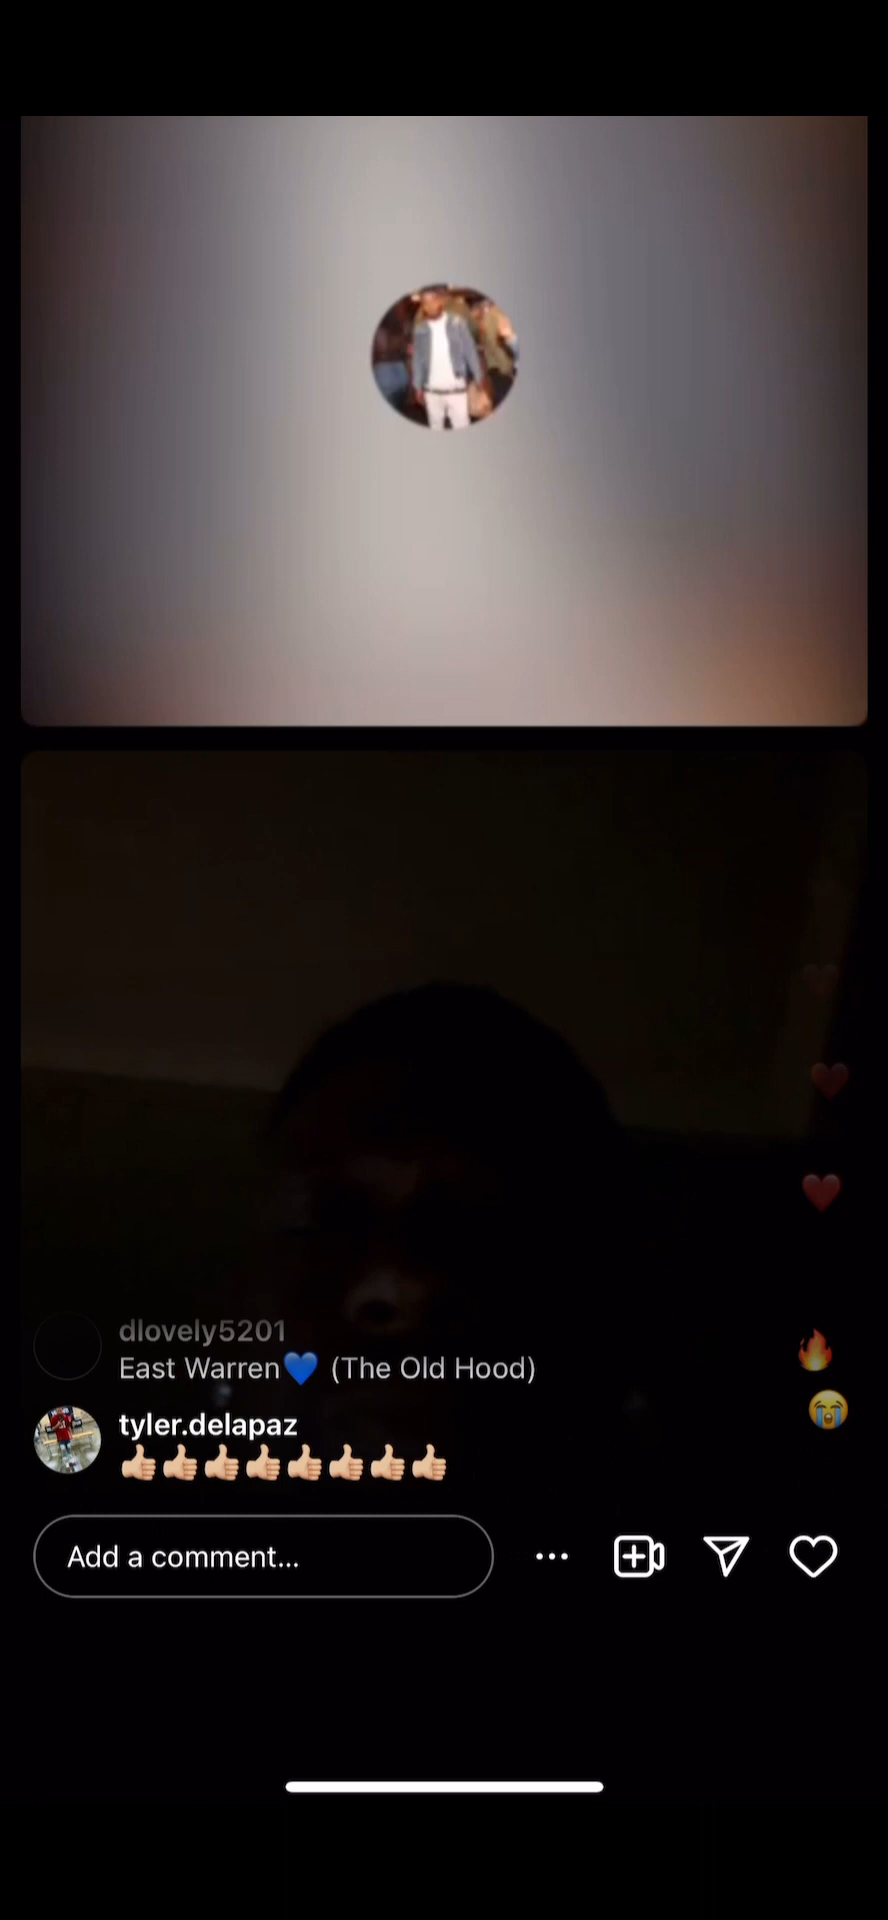 dlovely5201
East Warren💙 (The Old Hood)
tyler.delapaz
👍🏼👍🏼👍🏼👍🏼👍🏼👍🏼👍🏼👍🏼
Add a comment...